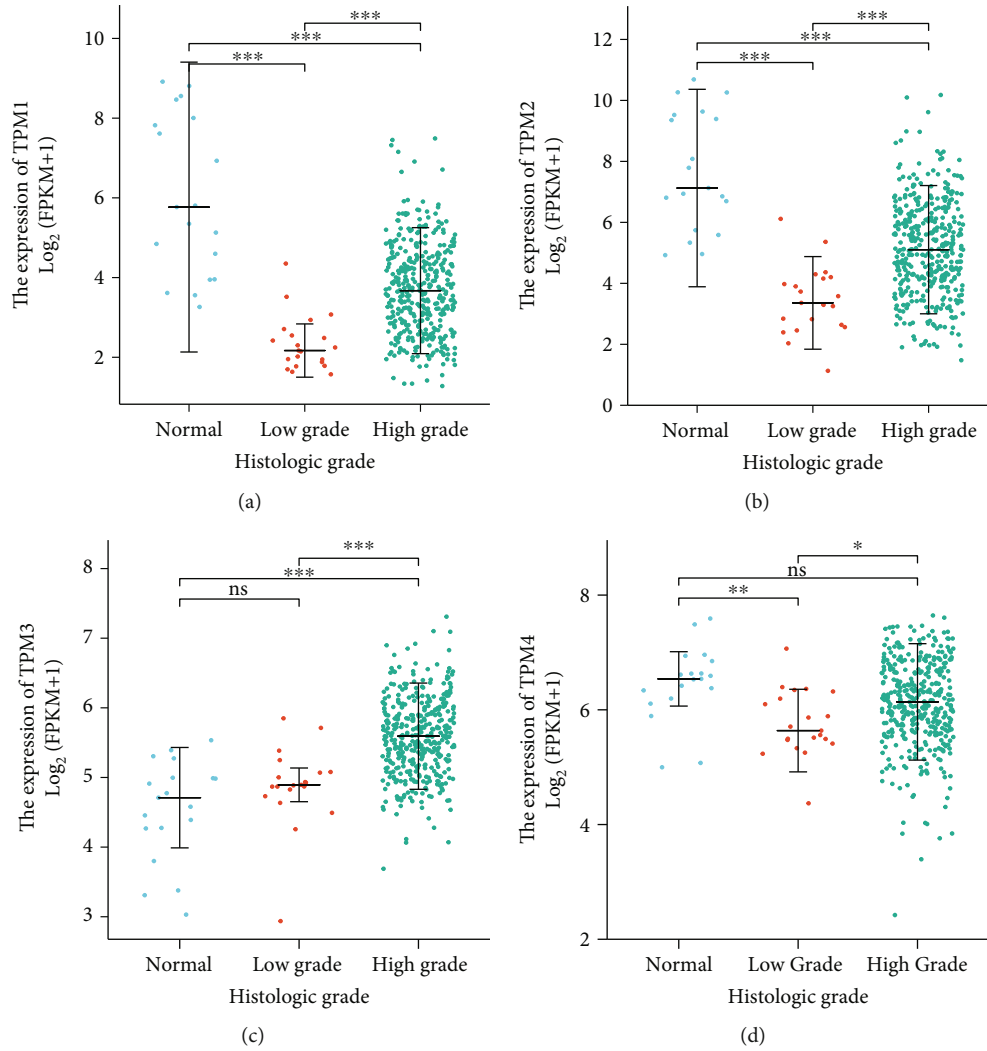 The expression of TPM1
Log2 (FPKM+1)
10
8
6
4
2
***
***
***
Normal
Low grade
High grade
Histologic grade
(a)
The expression of TPM2
Log2 (FPKM+1)
12
10
8
6
4
2
0
***
***
***
Normal
Low grade
High grade
Histologic grade
(b)
The expression of TPM3
Log2 (FPKM+1)
8
7
6
5
4
3
***
***
ns
Normal
Low grade
High grade
Histologic grade
(c)
The expression of TPM4
Log2 (FPKM+1)
8
6
4
2
*
ns
**
Normal
Low Grade
High Grade
Histologic grade
(d)